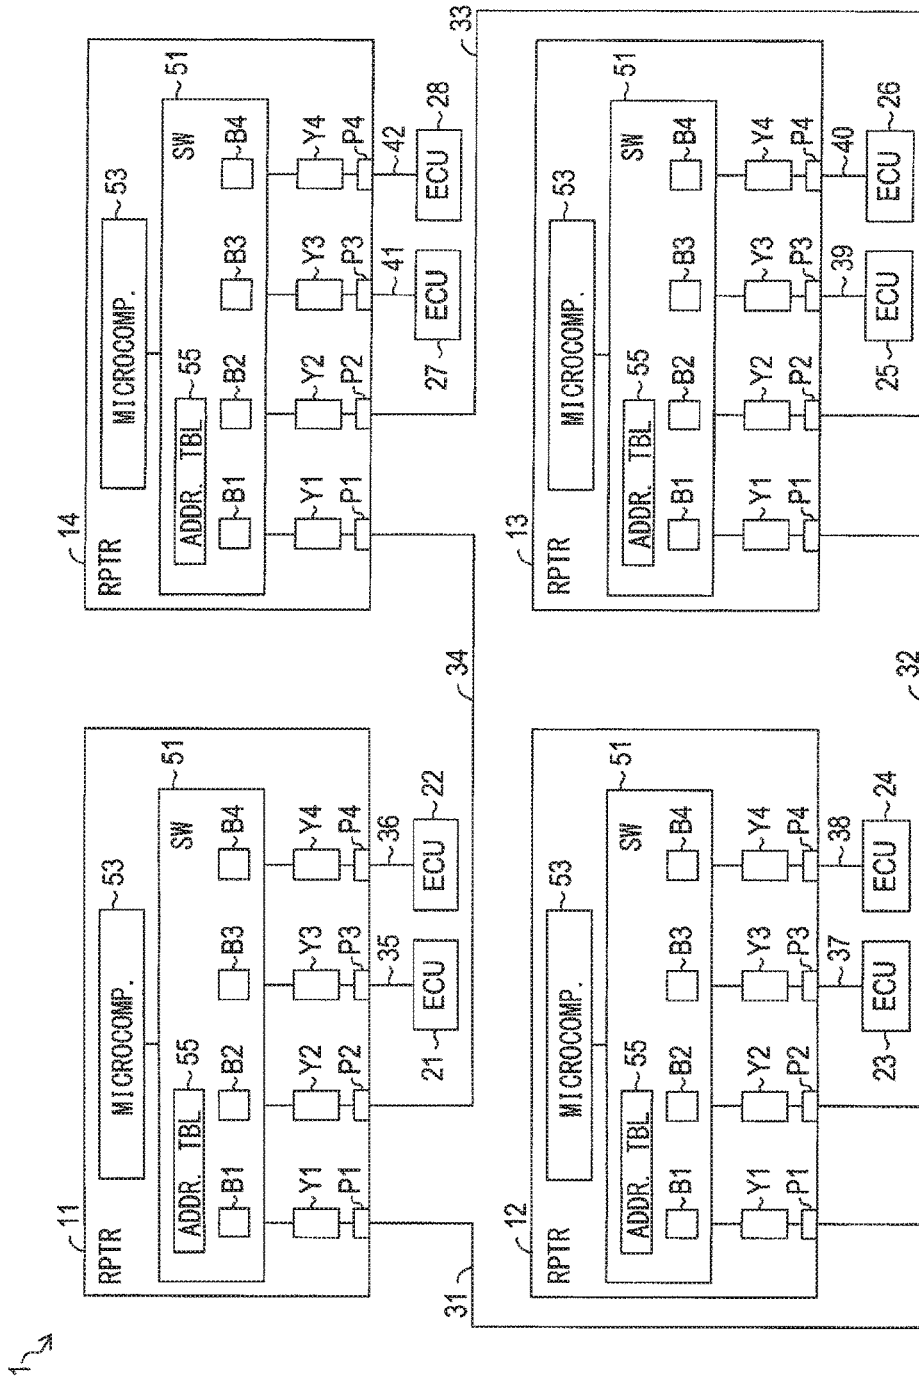 1
11
RPTR
MICROCOMP.
53
SW
51
ADDR. TBL
55
B1
B2
B3
B4
Y1
Y2
Y3
Y4
P1
P2
P3
P4
35
36
ECU
21
ECU
22
31
34
14
RPTR
MICROCOMP.
53
SW
51
ADDR. TBL
55
B1
B2
B3
B4
Y1
Y2
Y3
Y4
P1
P2
P3
P4
41
42
ECU
27
ECU
28
33
12
RPTR
MICROCOMP.
53
SW
51
ADDR. TBL
55
B1
B2
B3
B4
Y1
Y2
Y3
Y4
P1
P2
P3
P4
37
38
ECU
23
ECU
24
32
13
RPTR
MICROCOMP.
53
SW
51
ADDR. TBL
55
B1
B2
B3
B4
Y1
Y2
Y3
Y4
P1
P2
P3
P4
39
40
ECU
25
ECU
26